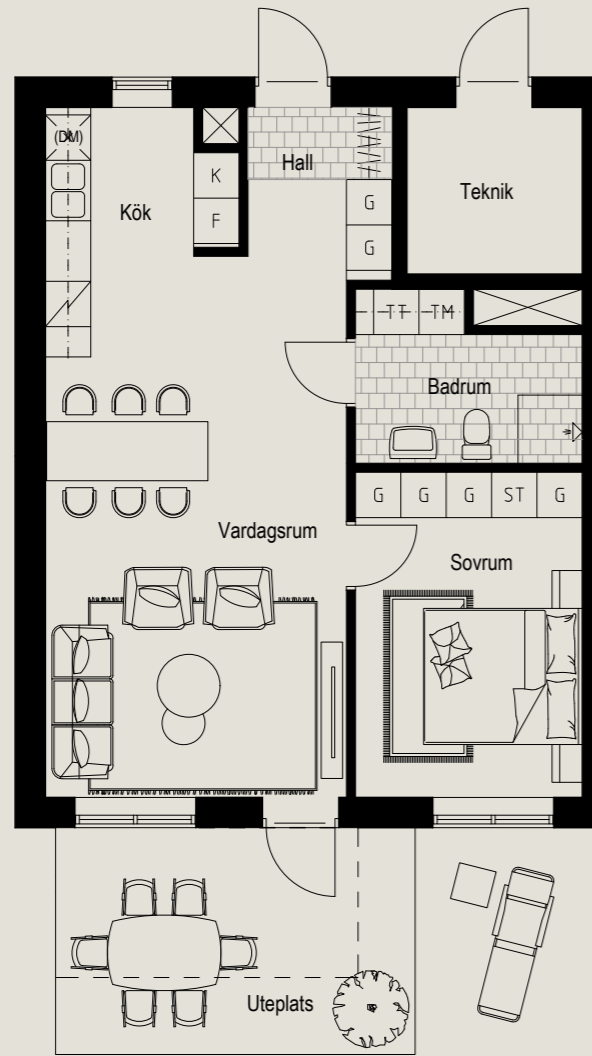 (DM)
K
F
Kök
Hall
G
G
Teknik
TT
TM
Badrum
G
G
G
ST
G
Vardagsrum
Sovrum
Uteplats